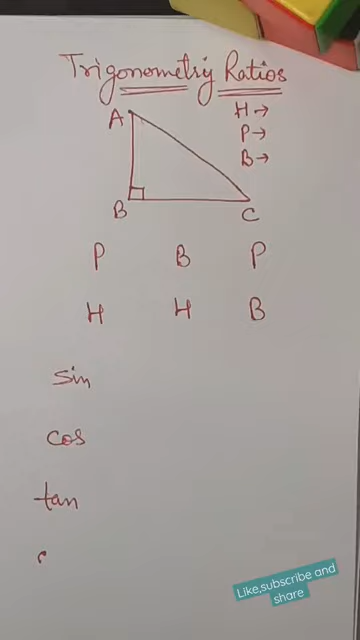 Trigonometry Ratios
H→
A
P→
B→
B
C
P B P
H H B
sin
cos
tan
c
Like,subscribe and
share